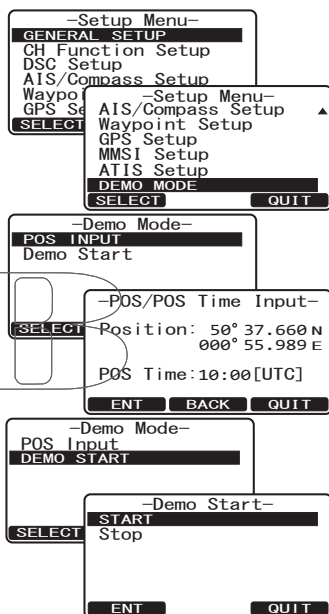 -Setup Menu-
GENERAL SETUP
CH Function Setup
DSC Setup
AIS/Compass Setup
Waypoi
GPS Se
SELECT
-Setup Menu-
AIS/Compass Setup ▲
Waypoint Setup
GPS Setup
MMSI Setup
ATIS Setup
DEMO MODE
SELECT QUIT
-Demo Mode-
POS INPUT
Demo Start
SELECT
-POS/POS Time Input-
Position: 50°37.660 N
000°55.989 E
POS Time:10:00[UTC]
ENT BACK QUIT
-Demo Mode-
POS Input
DEMO START
SELECT
-Demo Start-
START
Stop
ENT QUIT